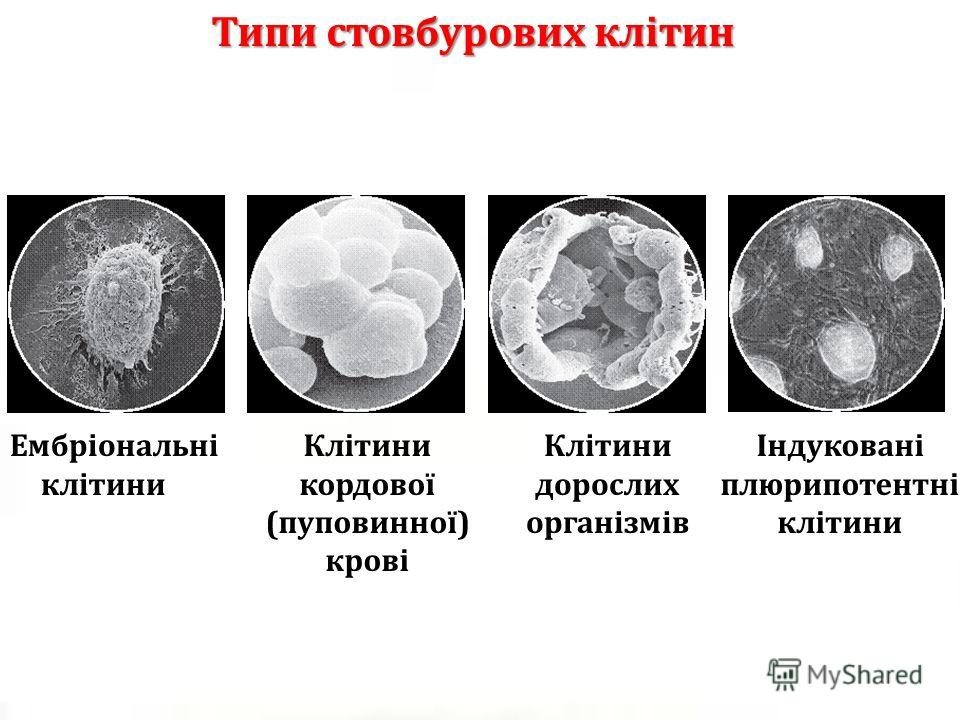 Типи стовбурових клітин
Ембріональні
клітини
Клітини
кордової
(пуповинної)
крові
Клітини
дорослих
організмів
Індуковані
плюрипотентні
клітини
MyShared